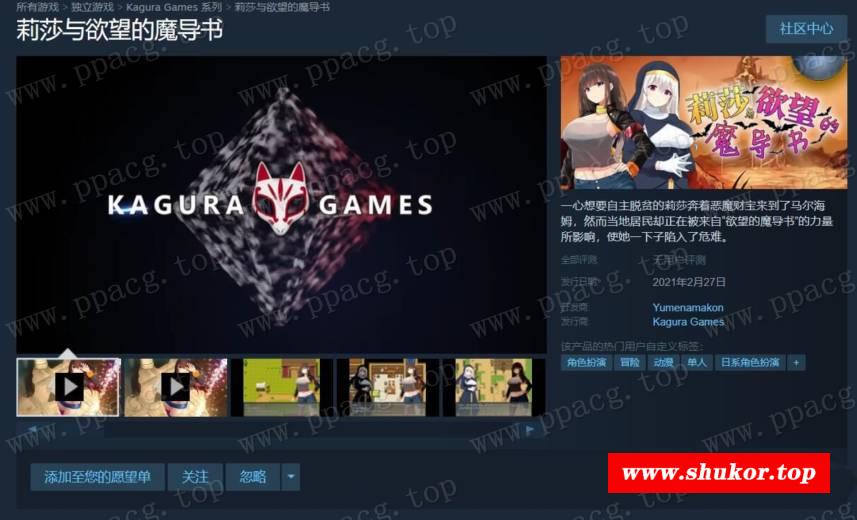 所有游戏 > 独立游戏 > Kagura Games 系列 > 莉莎与欲望的魔导书
莉莎与欲望的魔导书
社区中心
KAGURA GAMES
莉莎与欲望的
魔导书
一心想要自主脱贫的莉莎奔着恶魔财宝来到了马尔海
姆，然而当地居民却正在被来自"欲望的魔导书"的力量
所影响，使她一下子陷入了危难。
全部评测: 无用户评测
发行日期: 2021年2月27日
开发商: Yumenamakon
发行商: Kagura Games
该产品的热门用户自定义标签:
角色扮演 冒险 动漫 单人 日系角色扮演 +
添加至您的愿望单 关注 忽略
www.shukor.top
www.ppacg.top